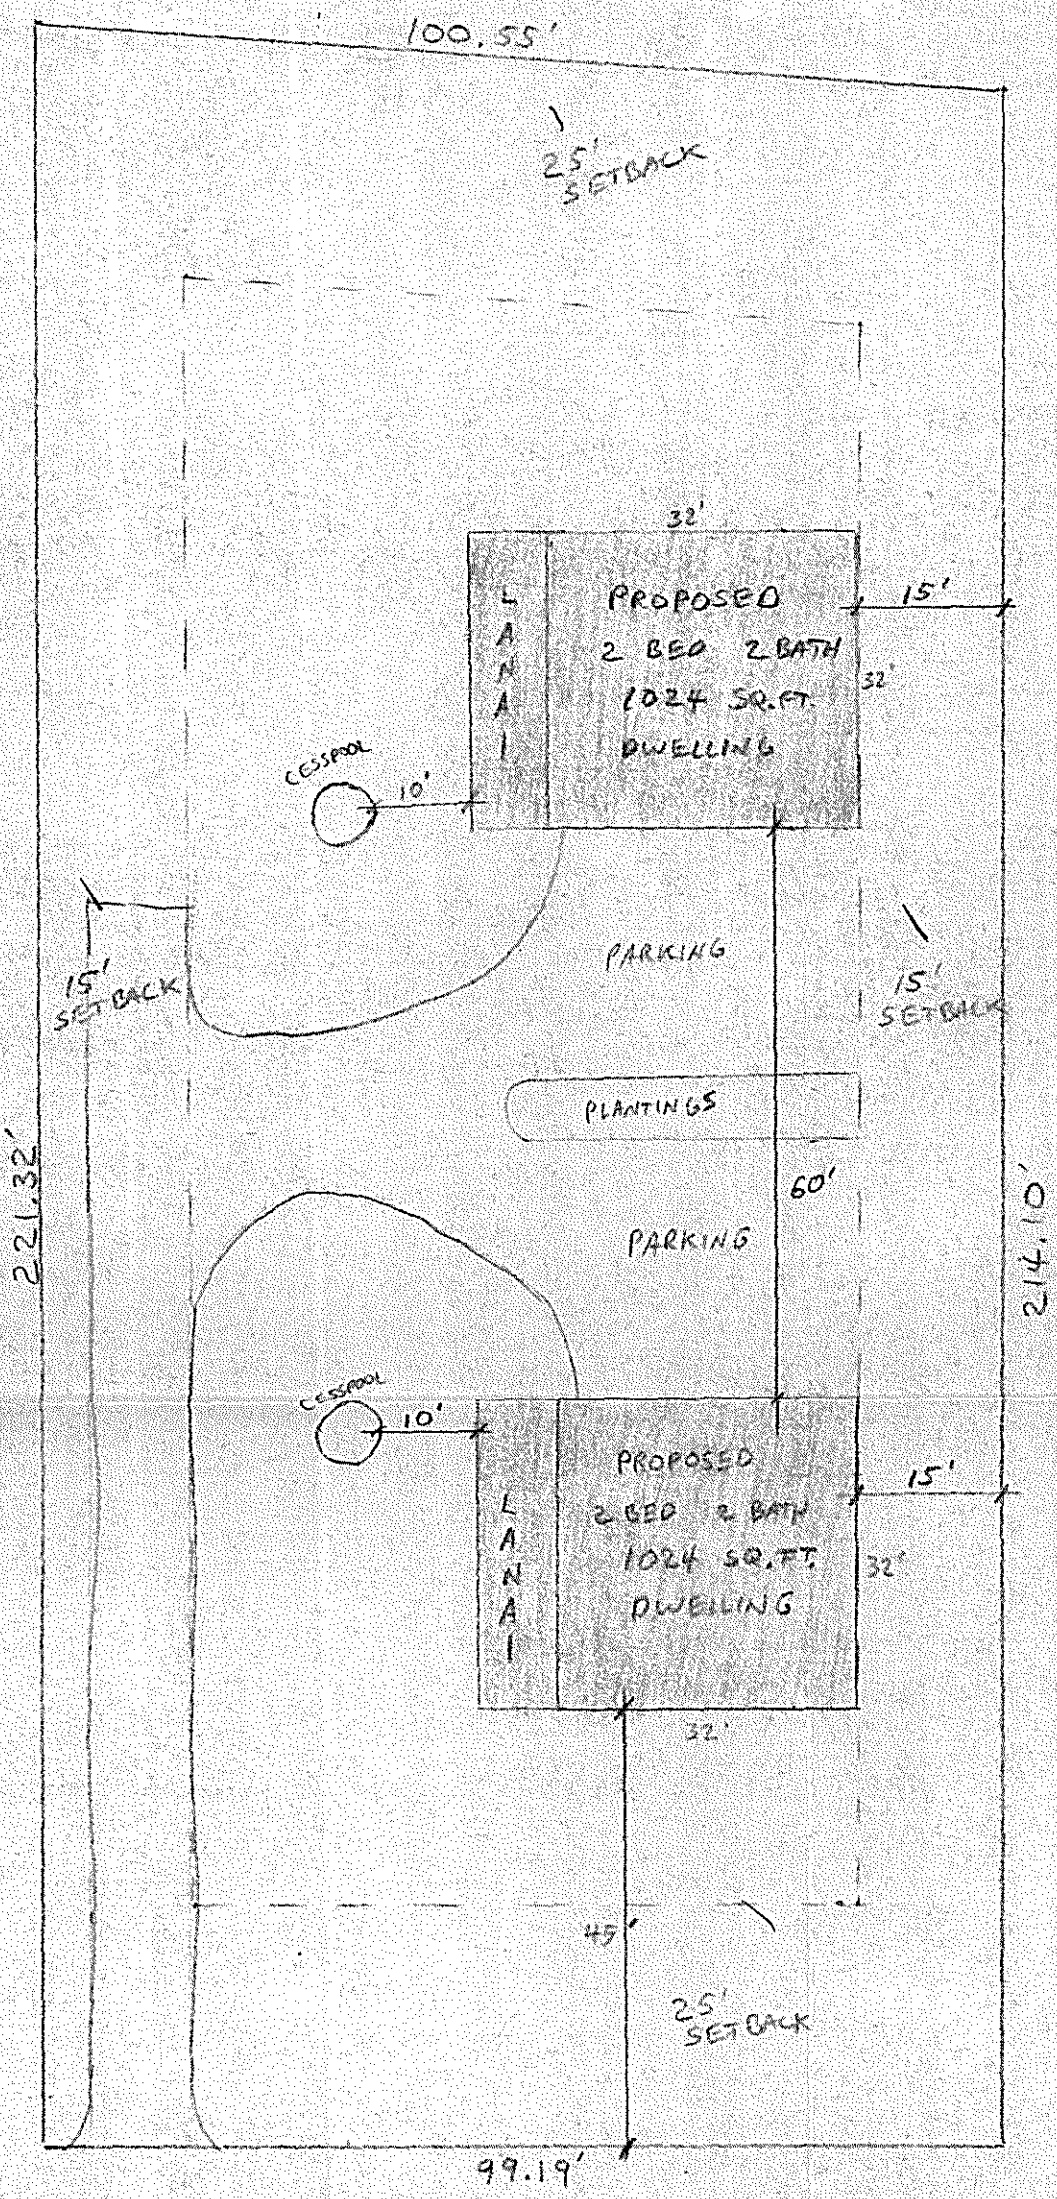 100.55'
25'
SETBACK
32'
LANAI
PROPOSED
2 BED 2 BATH
1024 SQ.FT.
DWELLING
15'
32'
CESSPOOL
10'
PARKING
15'
SETBACK
15'
SETBACK
PLANTINGS
60'
221.32'
214.10'
PARKING
CESSPOOL
10'
LANAI
PROPOSED
2 BED 2 BATH
1024 SQ.FT.
DWELLING
15'
32'
32'
45'
25'
SETBACK
99.19'